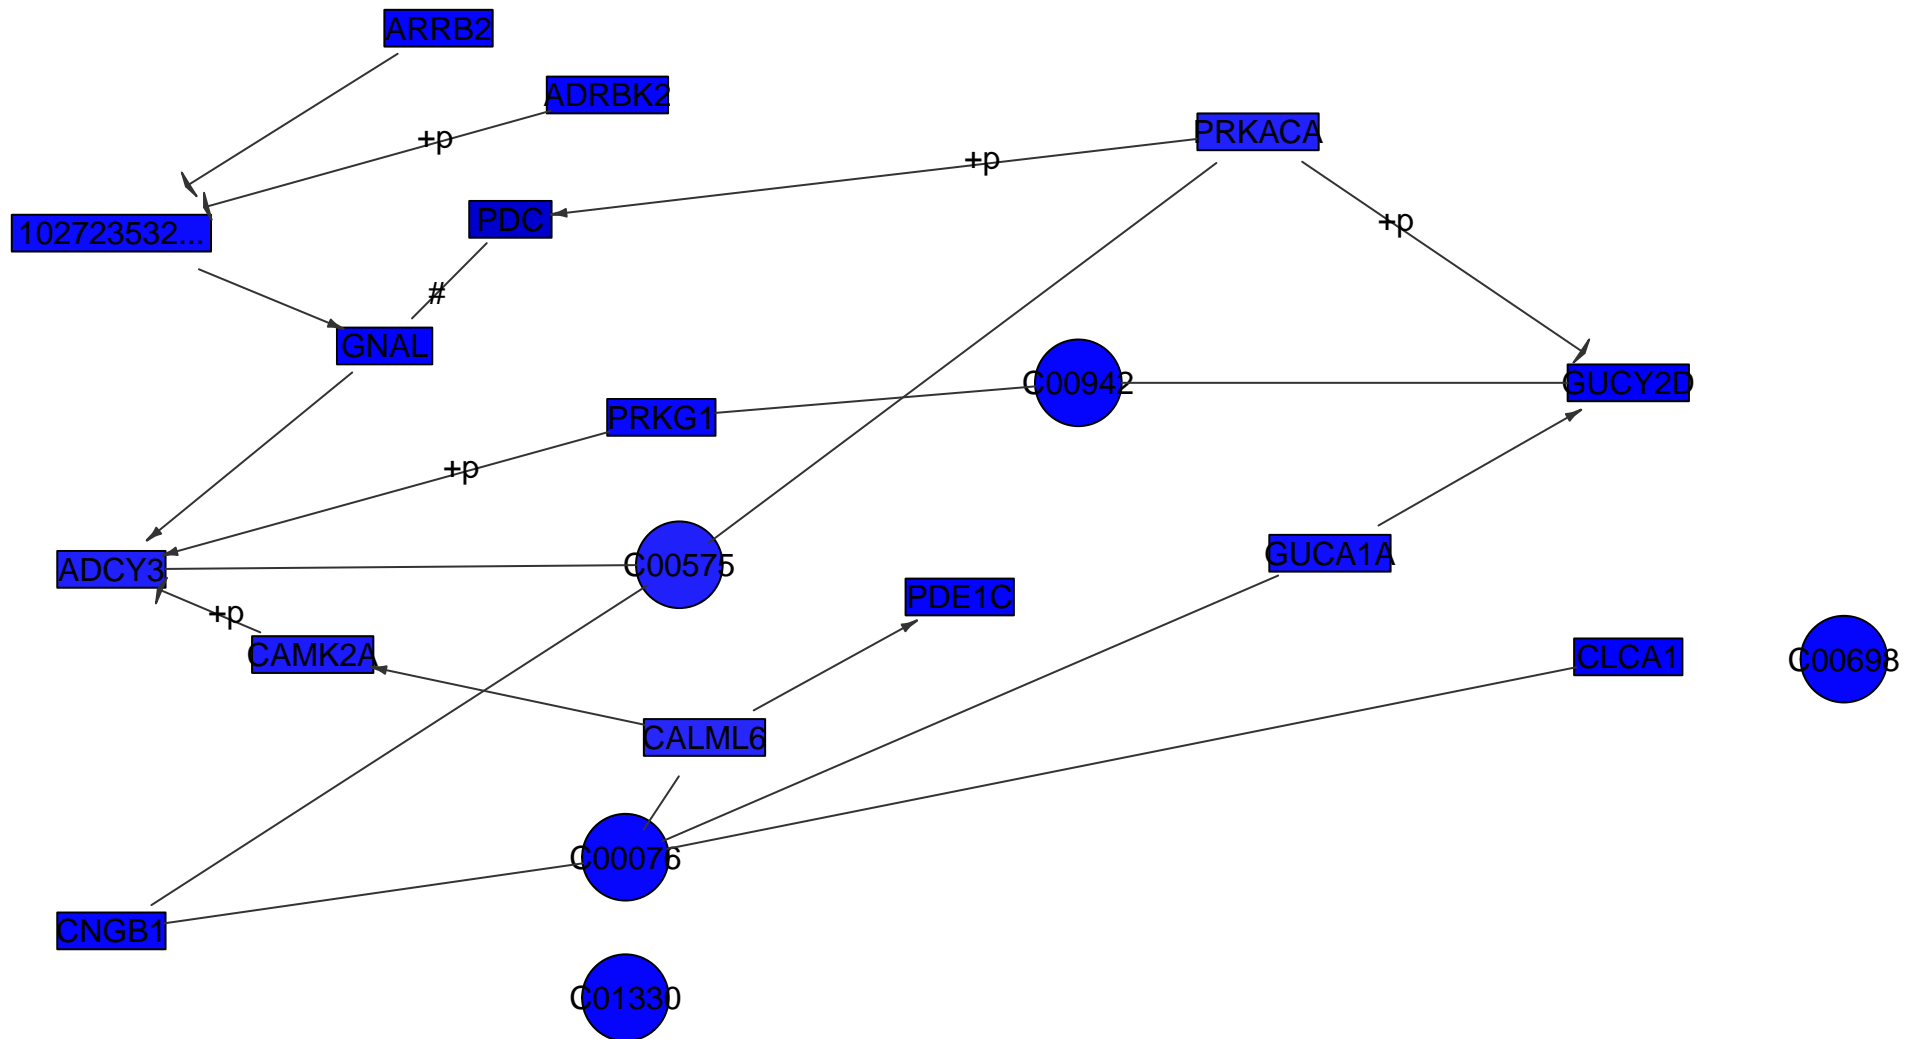 ARRB2
ADRBK2
PRKACA
+p
+p
PDC
+p
102723532...
#
GNAL
C00942
GUCY2D
PRKG1
+p
GUCA1A
ADCY3
C00575
PDE1C
+p
CAMK2A
CLCA1
C00698
CALML6
C00076
CNGB1
C01330